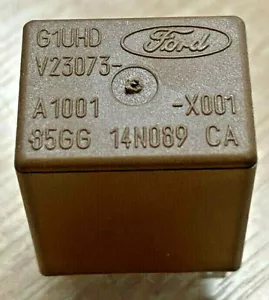 G1UHD Ford
V23073-
A1001 -X001
85GG 14N089 CA